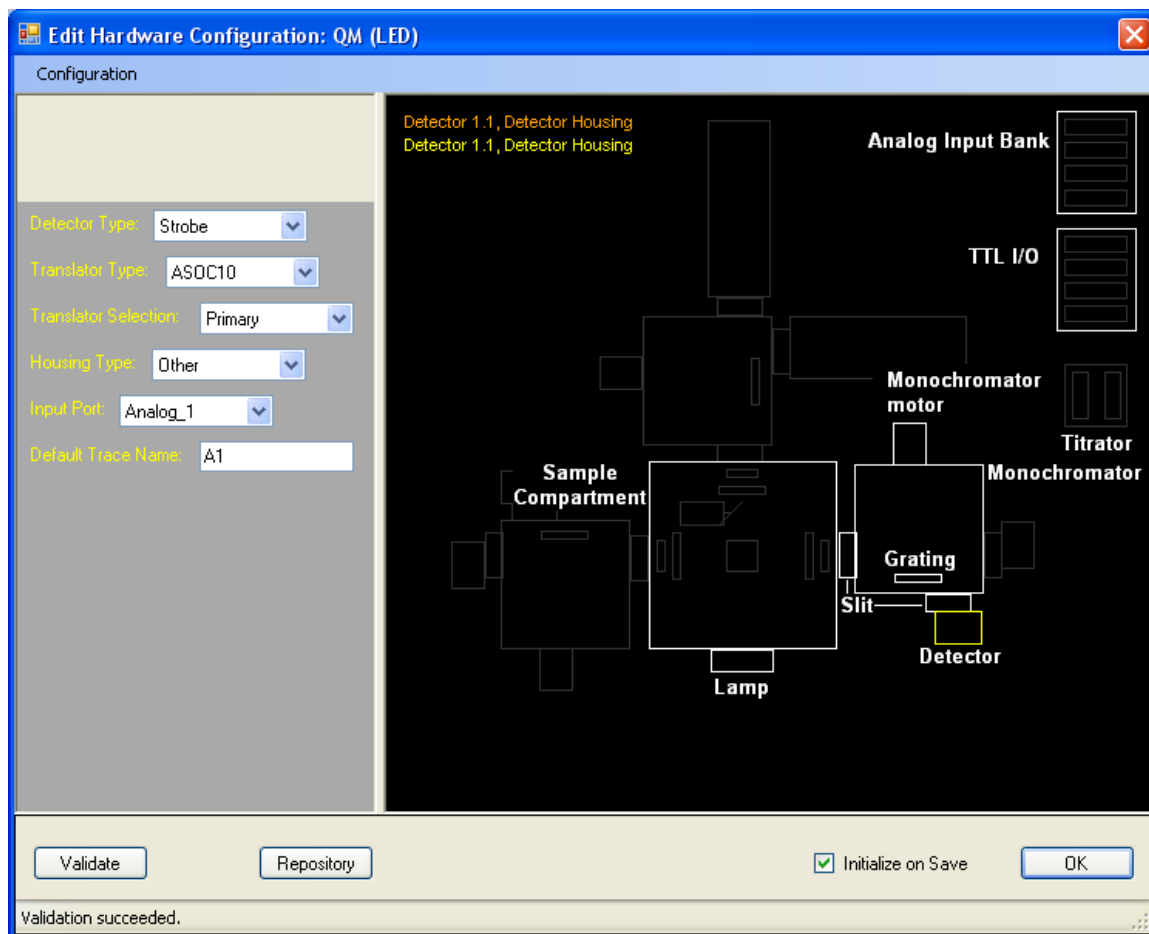 Edit Hardware Configuration: QM (LED)
Configuration
Detector 1.1, Detector Housing
Detector 1.1, Detector Housing
Analog Input Bank
TTL I/O
Detector Type: Strobe
Translator Type: ASOC10
Translator Selection: Primary
Housing Type: Other
Input Port: Analog_1
Default Trace Name: A1
Monochromator
motor
Titrator
Monochromator
Sample
Compartment
Grating
Slit
Detector
Lamp
Validate
Repository
Initialize on Save
OK
Validation succeeded.